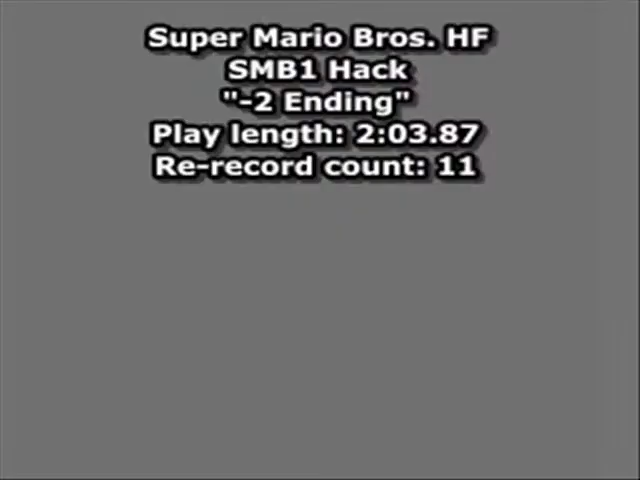 Super Mario Bros. HF
SMB1 Hack
"-2 Ending"
Play length: 2:03.87
Re-record count: 11